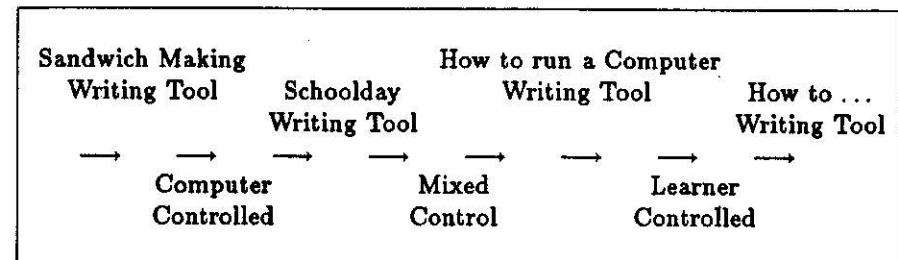 Sandwich Making
Writing Tool
Schoolday
Writing Tool
How to run a Computer
Writing Tool
How to ...
Writing Tool
→ → → → → → → →
Computer
Controlled
Mixed
Control
Learner
Controlled